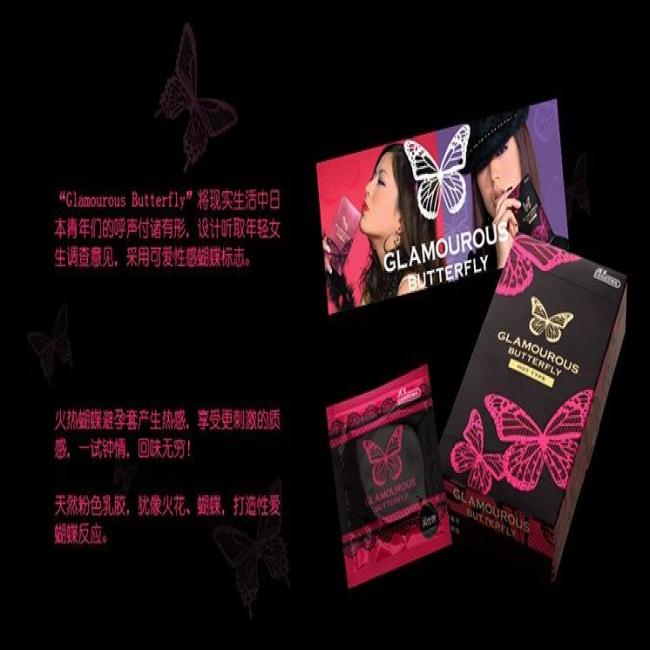 “Glamourous Butterfly”将现实生活中日
本青年们的呼声付诸有形，设计听取年轻女
生调查意见，采用可爱性感蝴蝶标志。
火热蝴蝶避孕套产生热感，享受更刺激的质
感，一试钟情，回味无穷！
天然粉色乳胶，犹像火花、蝴蝶，打造性爱
蝴蝶反应。
GLAMOUROUS
BUTTERFLY
JEX
GLAMOUROUS
BUTTERFLY
HOT TYPE
GLAMOUROUS
BUTTERFLY
JEX
GLAMOUROUS
BUTTERFLY